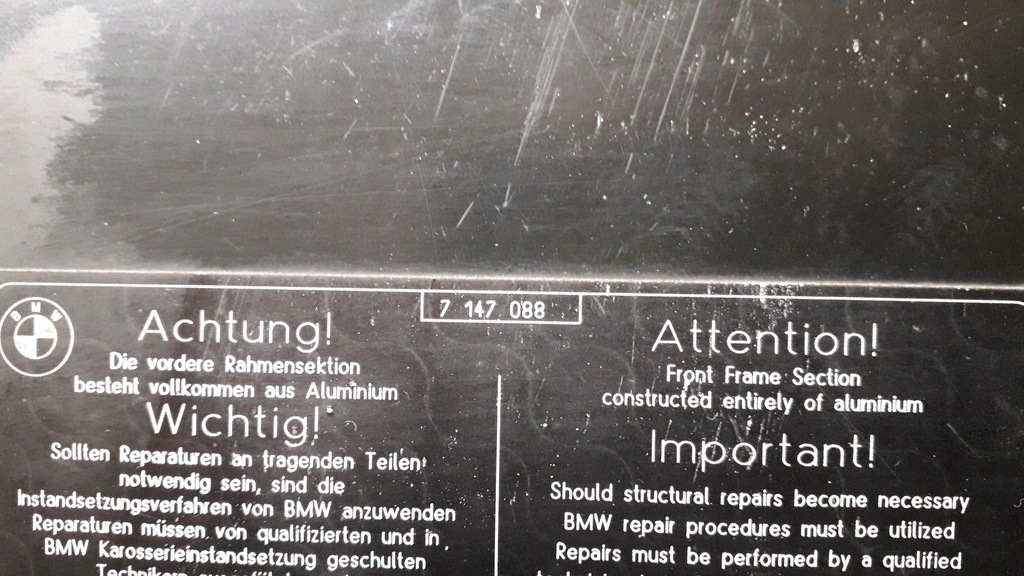 7 147 088
BMW
Achtung!
Die vordere Rahmensektion
besteht vollkommen aus Aluminium
Wichtig!
Sollten Reparaturen an tragenden Teilen
notwendig sein, sind die
Instandsetzungsverfahren von BMW anzuwenden
Reparaturen müssen von qualifizierten und in
BMW Karosserieinstandsetzung geschulten
Technikern
Attention!
Front Frame Section
constructed entirely of aluminium
Important!
Should structural repairs become necessary
BMW repair procedures must be utilized
Repairs must be performed by a qualified